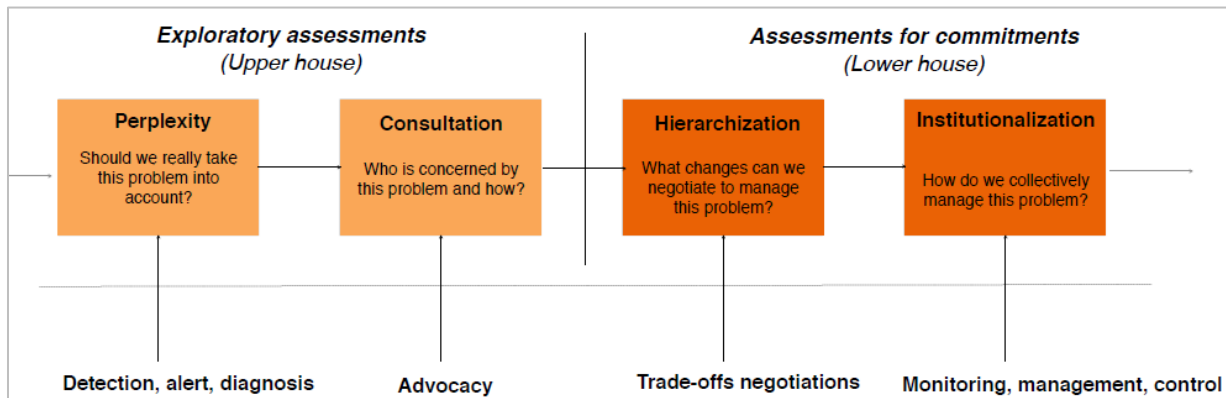 Exploratory assessments
(Upper house)
Assessments for commitments
(Lower house)
Perplexity
Should we really take
this problem into
account?
Consultation
Who is concerned by
this problem and how?
Hierarchization
What changes can we
negotiate to manage
this problem?
Institutionalization
How do we collectively
manage this problem?
Detection, alert, diagnosis
Advocacy
Trade-offs negotiations
Monitoring, management, control